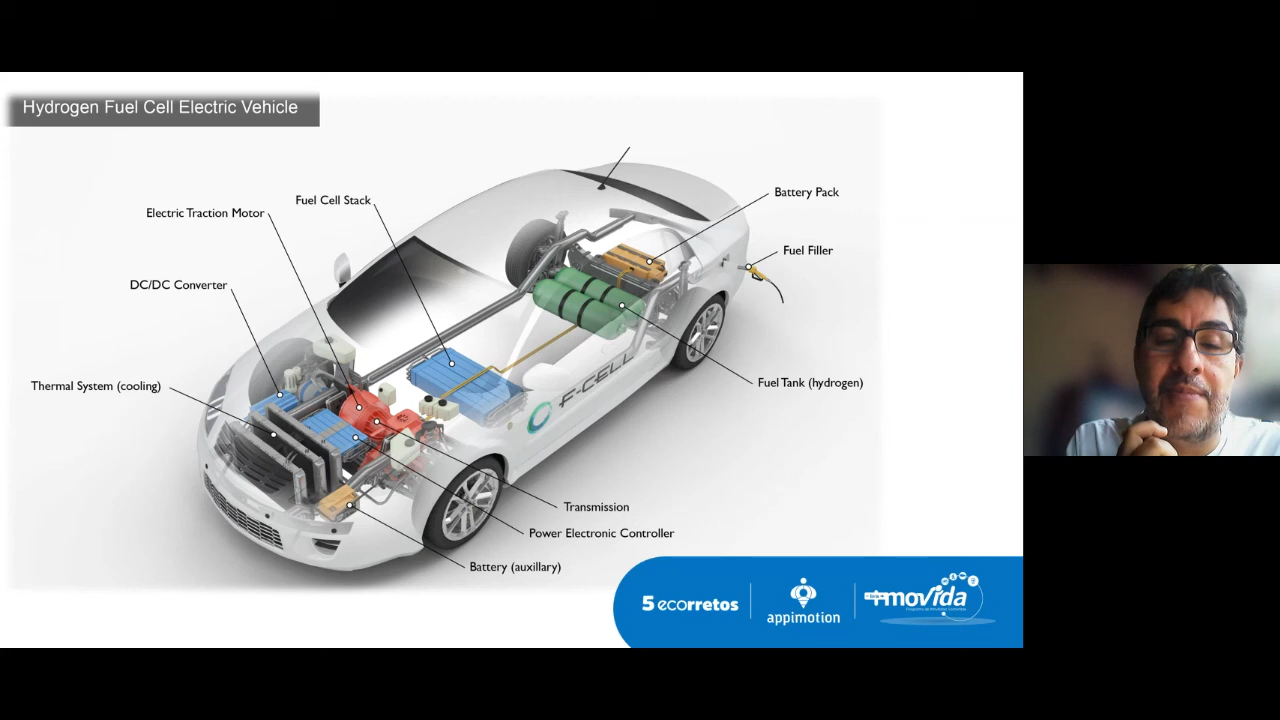 Hydrogen Fuel Cell Electric Vehicle
Battery Pack
Fuel Cell Stack
Electric Traction Motor
Fuel Filler
DC/DC Converter
Thermal System (cooling)
Fuel Tank (hydrogen)
F-CELL
Transmission
Power Electronic Controller
Battery (auxillary)
5 ecorretos
appimotion
movida